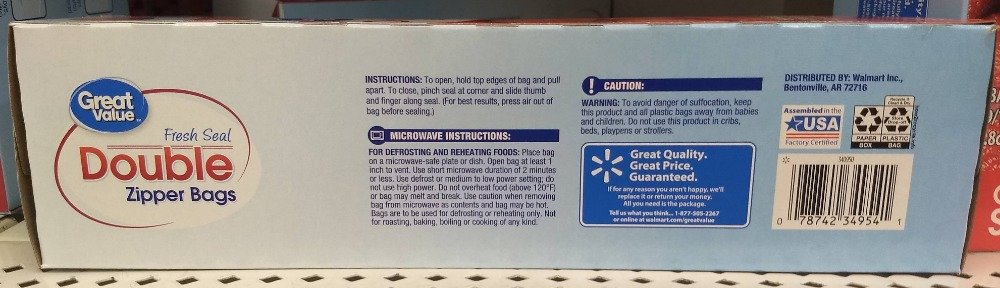 Great
Value™
Fresh Seal
Double
Zipper Bags
INSTRUCTIONS: To open, hold top edges of bag and pull
apart. To close, pinch seal at corner and slide thumb
and finger along seal. (For best results, press air out of
bag before sealing.)
MICROWAVE INSTRUCTIONS:
FOR DEFROSTING AND REHEATING FOODS: Place bag
on a microwave-safe plate or dish. Open bag at least 1
inch to vent. Use short microwave duration of 2 minutes
or less. Use defrost or medium to low power setting; do
not use high power. Do not overheat food (above 120°F)
or bag may melt and break. Use caution when removing
bag from microwave as contents and bag may be hot.
Bags are to be used for defrosting or reheating only. Not
for roasting, baking, boiling or cooking of any kind.
! CAUTION:
WARNING: To avoid danger of suffocation, keep
this product and all plastic bags away from babies
and children. Do not use this product in cribs,
beds, playpens or strollers.
Great Quality.
Great Price.
Guaranteed.
If for any reason you aren't happy, we'll
replace it or return your money.
All you need is the package.
Tell us what you think... 1-877-505-2267
or online at walmart.com/greatvalue
DISTRIBUTED BY: Walmart Inc.,
Bentonville, AR 72716
Assembled in the
USA
Factory Certified
Store
Drop-off
PAPER
BOX
PLASTIC
BAG
0 78742 34954 1